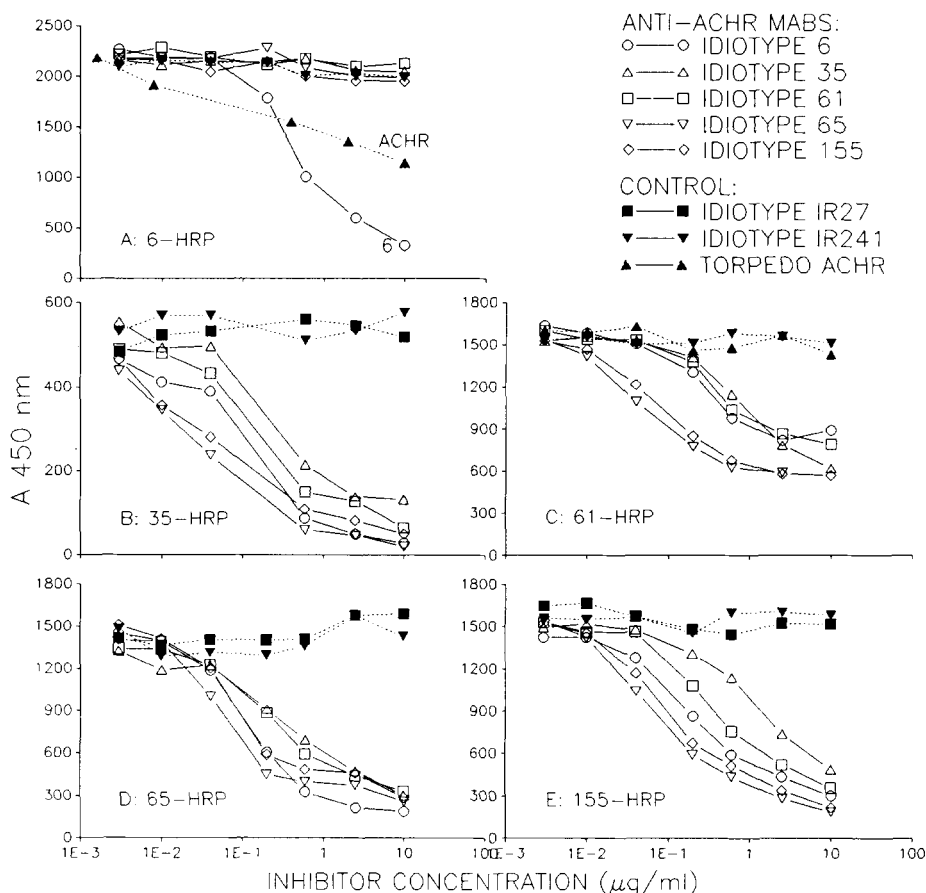 2500
2000
1500
1000
500
0
ACHR
6
A: 6-HRP
ANTI-ACHR MABS:
IDIOTYPE 6
IDIOTYPE 35
IDIOTYPE 61
IDIOTYPE 65
IDIOTYPE 155
CONTROL:
IDIOTYPE IR27
IDIOTYPE IR241
TORPEDO ACHR
A 450 nm
600
400
200
0
B: 35-HRP
1800
1500
1200
900
600
300
0
C: 61-HRP
1800
1500
1200
900
600
300
0
D: 65-HRP
1800
1500
1200
900
600
300
0
E: 155-HRP
1E-3 1E-2 1E-1 1 10 100
1E-3 1E-2 1E-1 1 10 100
INHIBITOR CONCENTRATION (μg/ml)